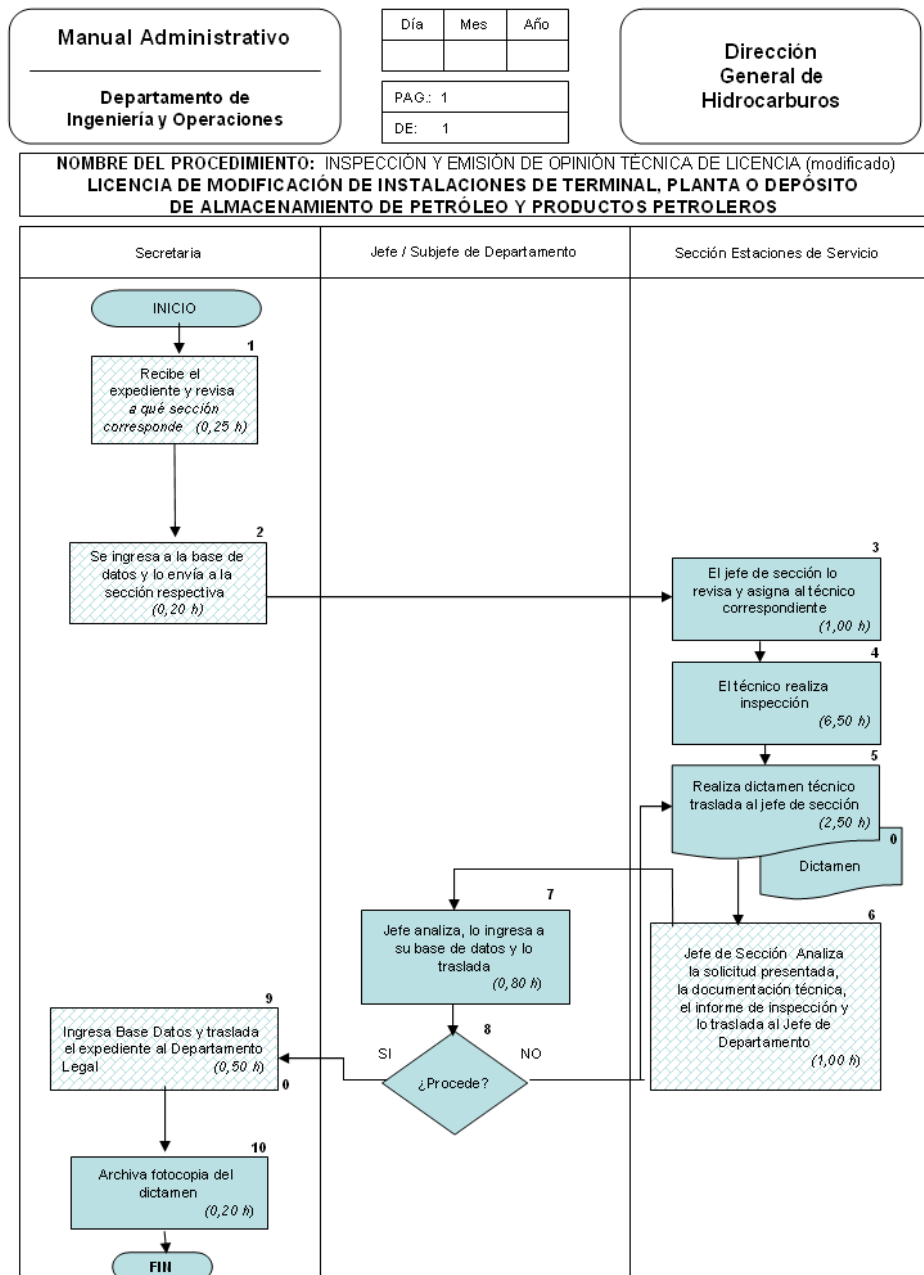 Manual Administrativo
Departamento de
Ingeniería y Operaciones
Día Mes Año
PAG.: 1
DE: 1
Dirección
General de
Hidrocarburos
NOMBRE DEL PROCEDIMIENTO: INSPECCIÓN Y EMISIÓN DE OPINIÓN TÉCNICA DE LICENCIA (modificado)
LICENCIA DE MODIFICACIÓN DE INSTALACIONES DE TERMINAL, PLANTA O DEPÓSITO
DE ALMACENAMIENTO DE PETRÓLEO Y PRODUCTOS PETROLEROS
Secretaria
Jefe / Subjefe de Departamento
Sección Estaciones de Servicio
INICIO
1
Recibe el
expediente y revisa
a qué sección
corresponde (0,25 h)
2
Se ingresa a la base de
datos y lo envía a la
sección respectiva
(0,20 h)
3
El jefe de sección lo
revisa y asigna al técnico
correspondiente
(1,00 h)
4
El técnico realiza
inspección
(6,50 h)
5
Realiza dictamen técnico
traslada al jefe de sección
(2,50 h)
0
Dictamen
6
Jefe de Sección Analiza
la solicitud presentada,
la documentación técnica,
el informe de inspección y
lo traslada al Jefe de
Departamento
(1,00 h)
7
Jefe analiza, lo ingresa a
su base de datos y lo
traslada
(0,80 h)
8
SI
NO
¿Procede?
9
Ingresa Base Datos y traslada
el expediente al Departamento
Legal (0,50 h)
0
10
Archiva fotocopia del
dictamen
(0,20 h)
FIN